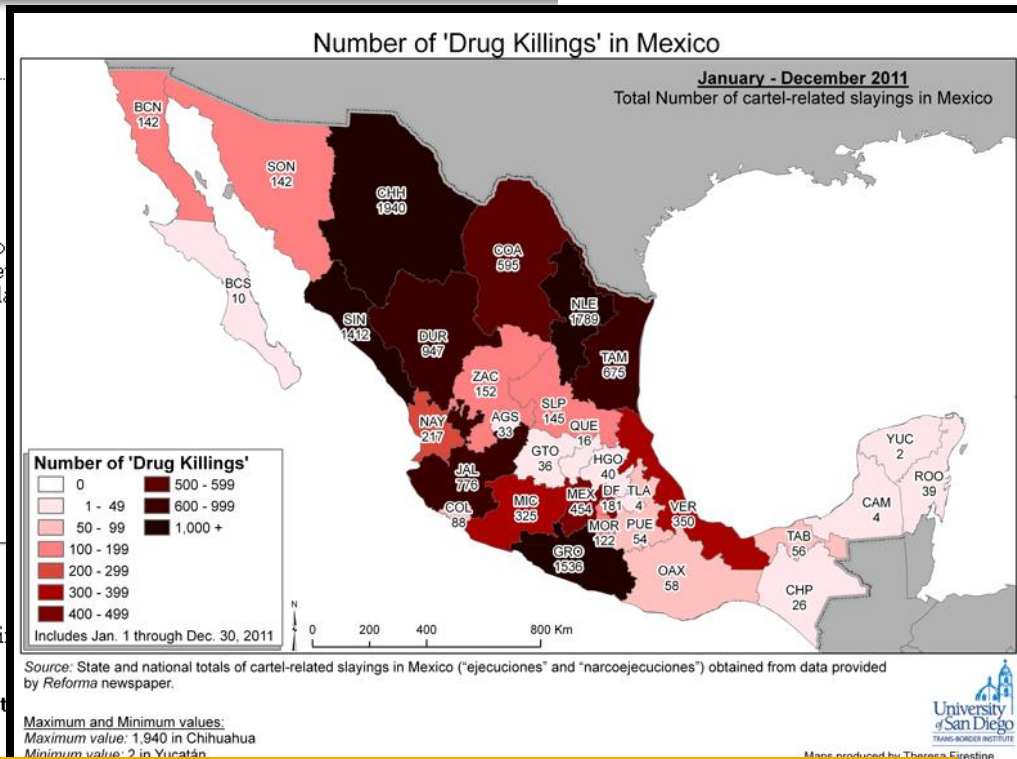 Number of 'Drug Killings' in Mexico
January - December 2011
Total Number of cartel-related slayings in Mexico
BCN
142
SON
142
CHH
1940
COA
595
BCS
10
NLE
1789
SIN
1412
DUR
947
TAM
675
ZAC
152
SLP
145
NAY
217
AGS
33
QUE
16
GTO
36
HGO
40
YUC
2
ROO
39
JAL
776
MEX
454
DF
181
TLA
4
CAM
4
COL
88
MIC
325
VER
350
MOR
122
PUE
54
TAB
56
GRO
1536
OAX
58
CHP
26
Number of 'Drug Killings'
0
1 - 49
50 - 99
100 - 199
200 - 299
300 - 399
400 - 499
500 - 599
600 - 999
1,000 +
Includes Jan. 1 through Dec. 30, 2011
N
0 200 400 800 Km
Source: State and national totals of cartel-related slayings in Mexico ("ejecuciones" and "narcoejecuciones") obtained from data provided
by Reforma newspaper.
Maximum and Minimum values:
Maximum value: 1,940 in Chihuahua
Minimum value: 2 in Yucatán
University
of San Diego
TRANS-BORDER INSTITUTE
Maps produced by Theresa Firestine